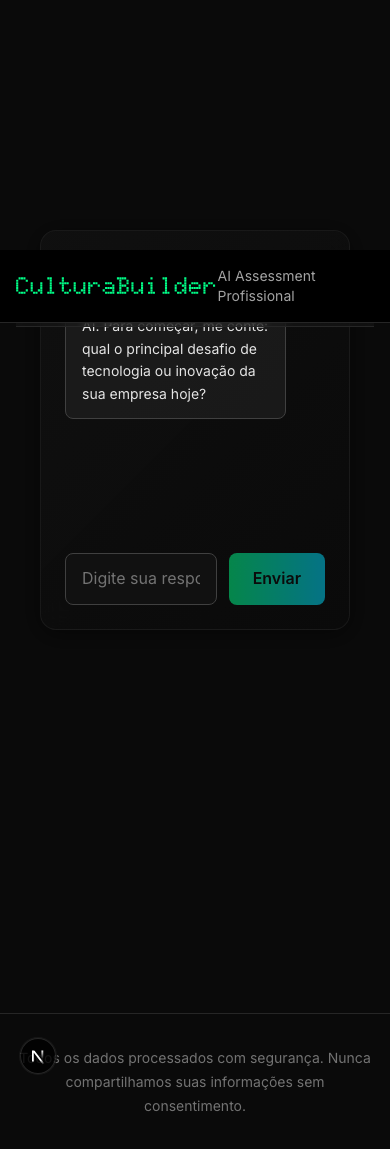 CulturaBuilder
AI Assessment
Profissional
AI. Para começar, me conte:
qual o principal desafio de
tecnologia ou inovação da
sua empresa hoje?
Digite sua respo
Enviar
os dados processados com segurança. Nunca
compartilhamos suas informações sem
consentimento.
N